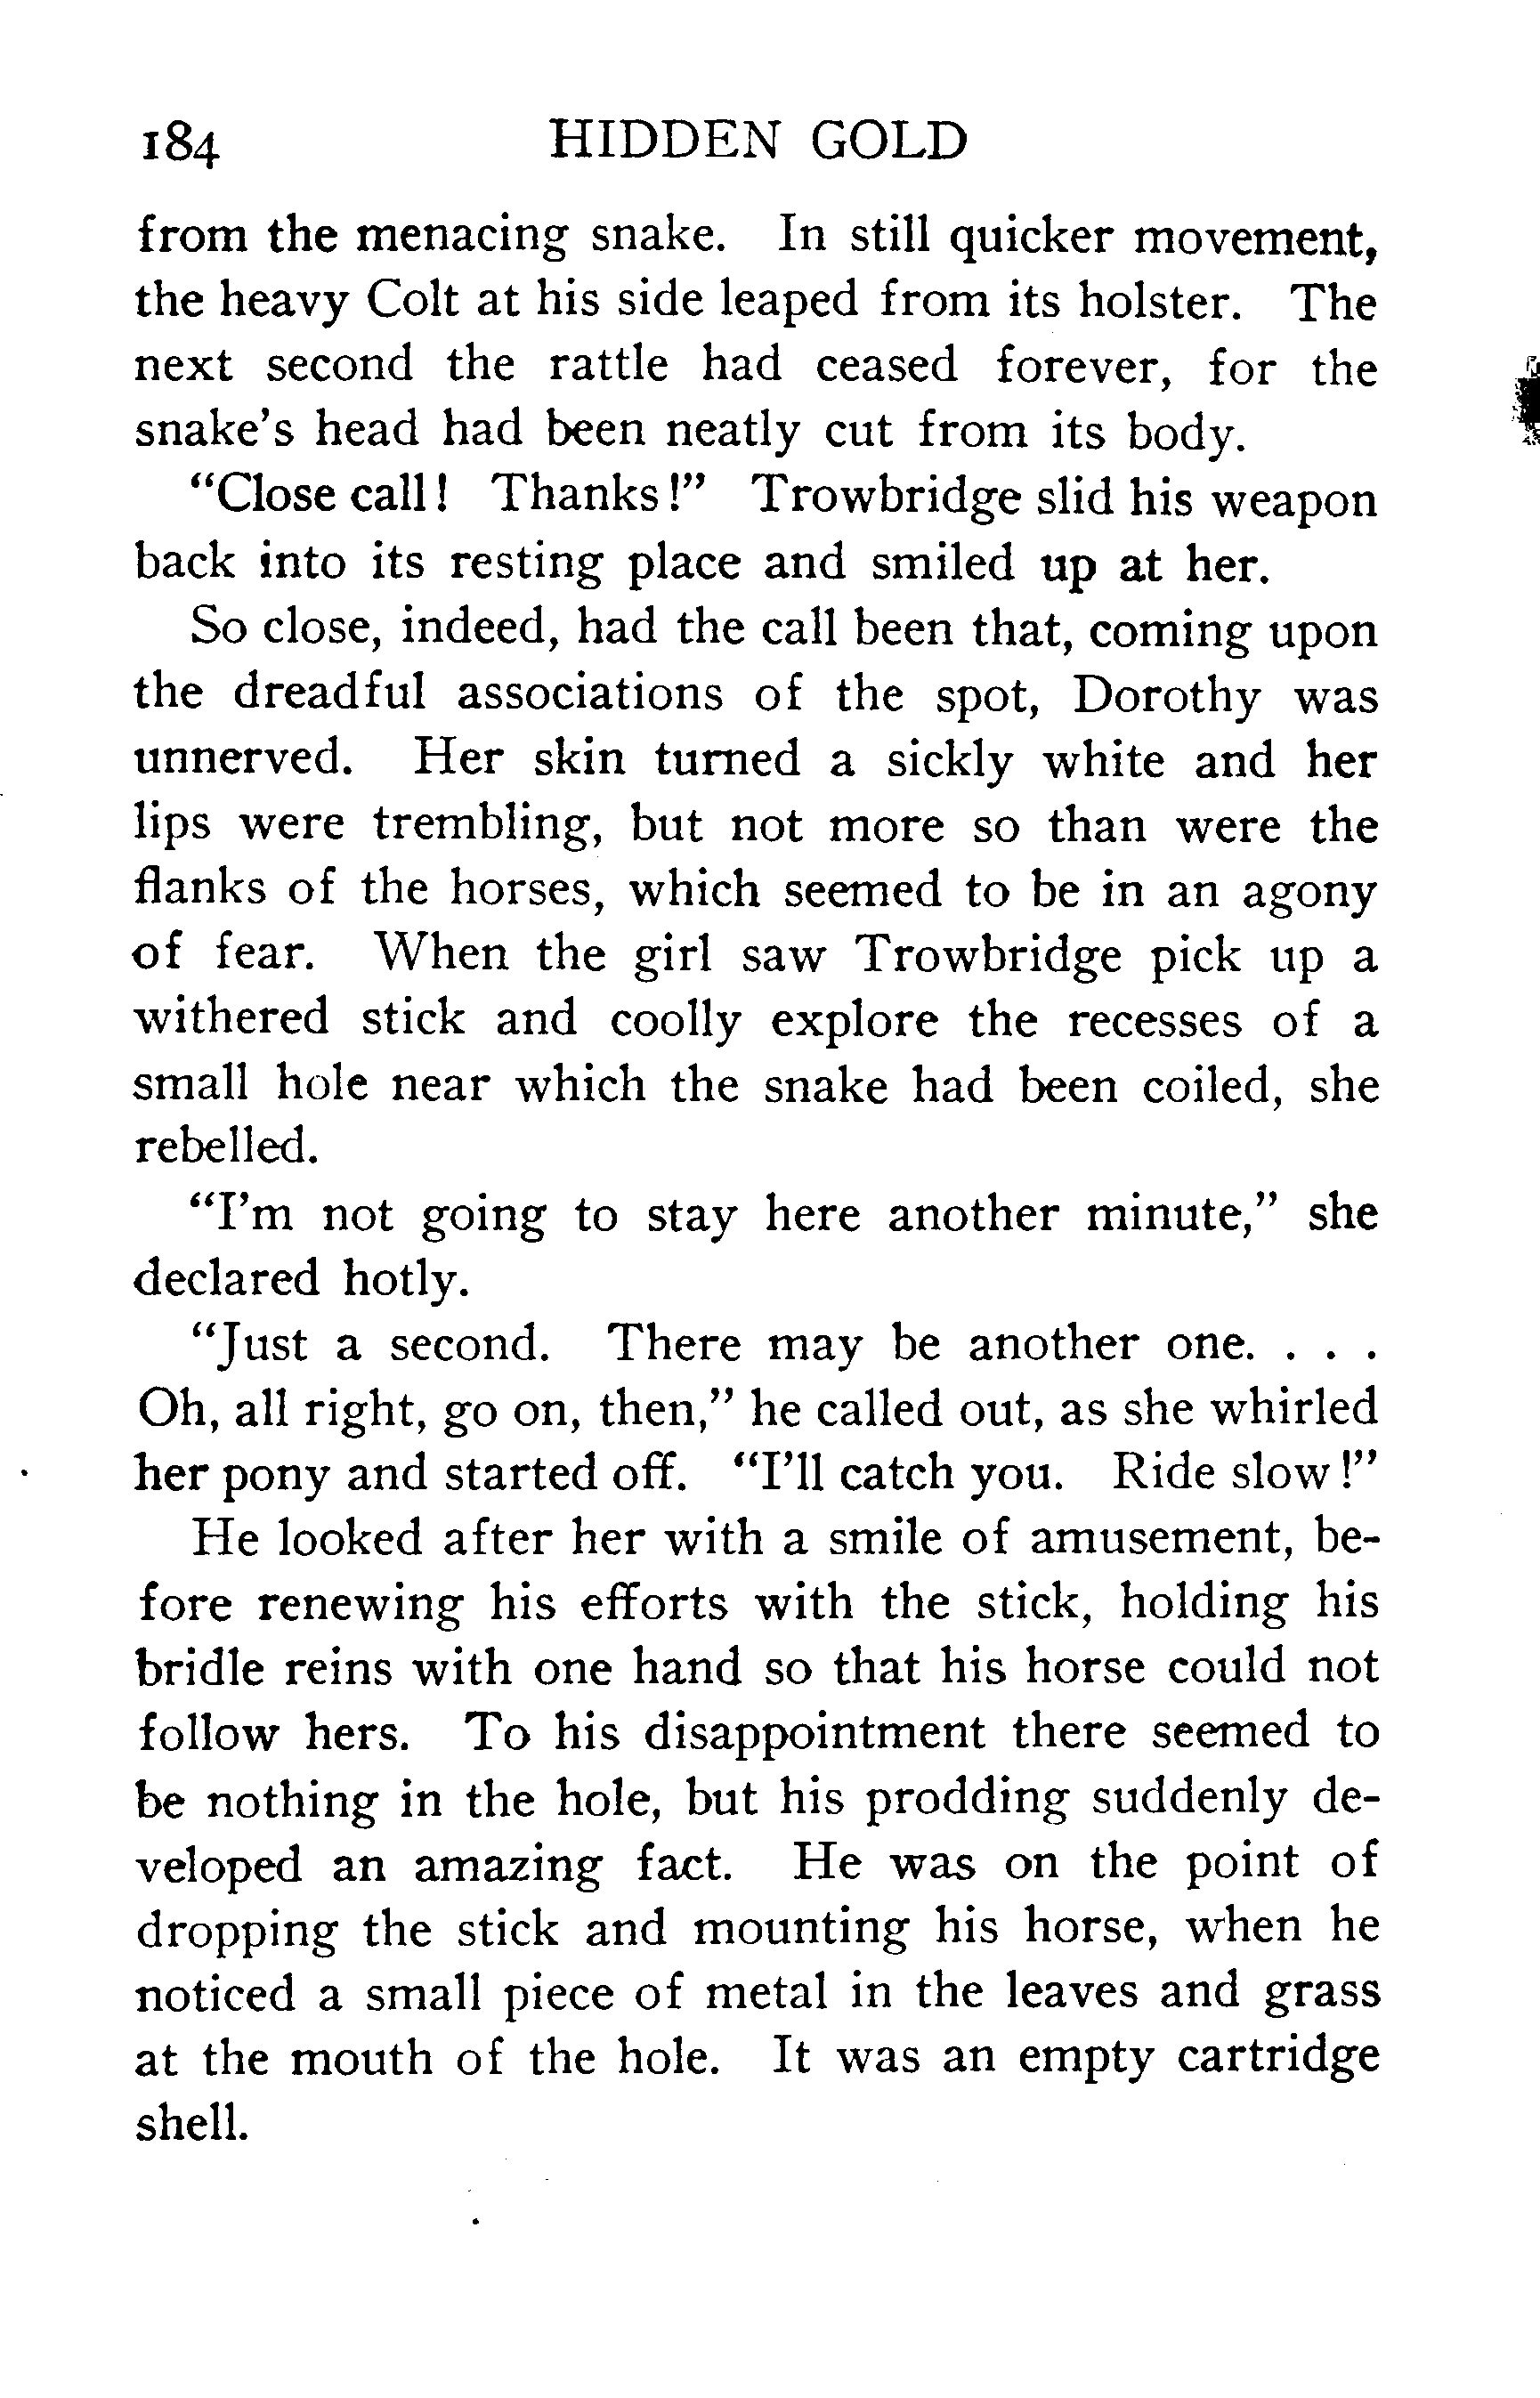 184 HIDDEN GOLD
from the menacing snake. In still quicker movement,
the heavy Colt at his side leaped from its holster. The
next second the rattle had ceased forever, for the
snake's head had been neatly cut from its body.
"Close call! Thanks!" Trowbridge slid his weapon
back into its resting place and smiled up at her.
So close, indeed, had the call been that, coming upon
the dreadful associations of the spot, Dorothy was
unnerved. Her skin turned a sickly white and her
lips were trembling, but not more so than were the
flanks of the horses, which seemed to be in an agony
of fear. When the girl saw Trowbridge pick up a
withered stick and coolly explore the recesses of a
small hole near which the snake had been coiled, she
rebelled.
"I'm not going to stay here another minute," she
declared hotly.
"Just a second. There may be another one. . . .
Oh, all right, go on, then," he called out, as she whirled
her pony and started off. "I'll catch you. Ride slow!"
He looked after her with a smile of amusement, be-
fore renewing his efforts with the stick, holding his
bridle reins with one hand so that his horse could not
follow hers. To his disappointment there seemed to
be nothing in the hole, but his prodding suddenly de-
veloped an amazing fact. He was on the point of
dropping the stick and mounting his horse, when he
noticed a small piece of metal in the leaves and grass
at the mouth of the hole. It was an empty cartridge
shell.